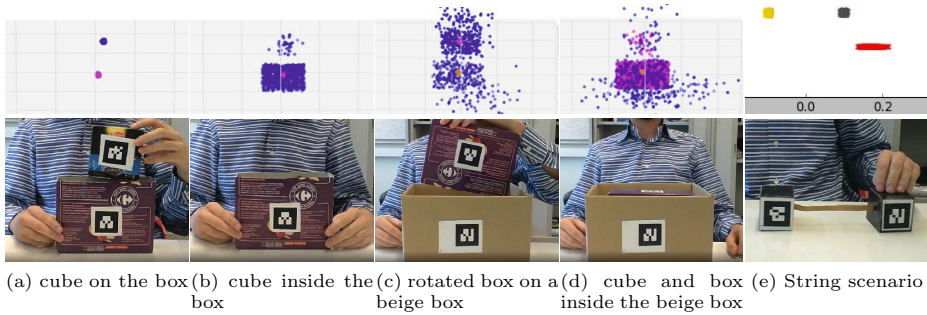 0.0 0.2
(a) cube on the box
(b) cube inside the
box
(c) rotated box on a
beige box
(d) cube and box
inside the beige box
(e) String scenario